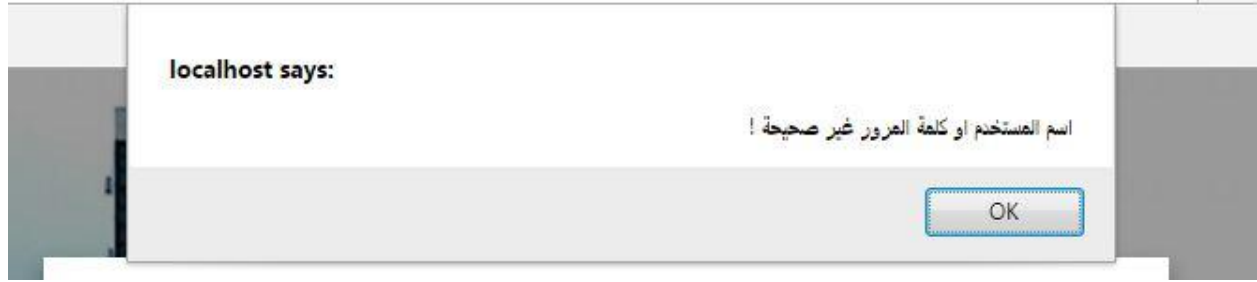 localhost says:
اسم المستخدم او كلمة المرور غير صحيحة !
OK